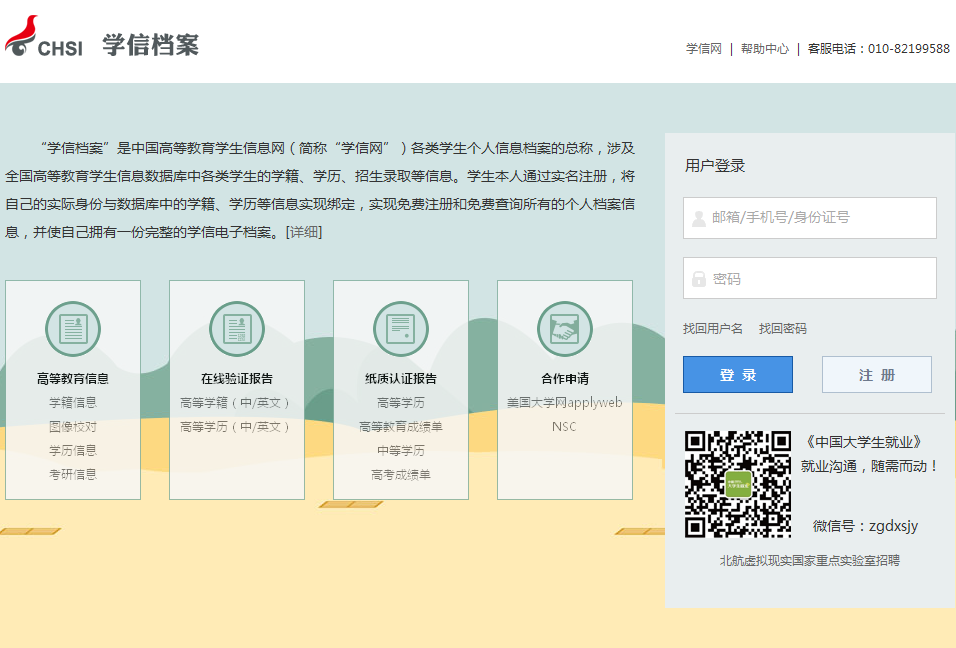 CHSI 学信档案
学信网 | 帮助中心 | 客服电话：010-82199588
“学信档案”是中国高等教育学生信息网（简称“学信网”）各类学生个人信息档案的总称，涉及
全国高等教育学生信息数据库中各类学生的学籍、学历、招生录取等信息。学生本人通过实名注册，将
自己的实际身份与数据库中的学籍、学历等信息实现绑定，实现免费注册和免费查询所有的个人档案信
息，并使自己拥有一份完整的学信电子档案。[详细]
高等教育信息
学籍信息
图像校对
学历信息
考研信息
在线验证报告
高等学籍（中/英文）
高等学历（中/英文）
纸质认证报告
高等学历
高等教育成绩单
中等学历
高考成绩单
合作申请
美国大学网applyweb
NSC
用户登录
邮箱/手机号/身份证号
密码
找回用户名 找回密码
登 录 注 册
《中国大学生就业》
就业沟通，随需而动！
微信号：zgdxsjy
北航虚拟现实国家重点实验室招聘